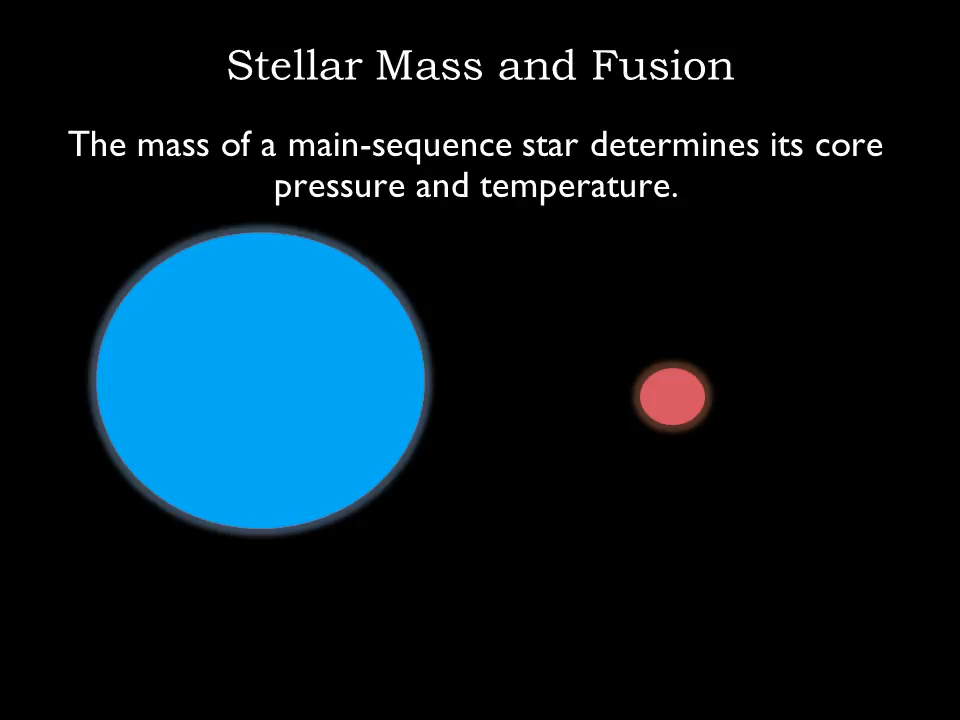 Stellar Mass and Fusion
The mass of a main-sequence star determines its core
pressure and temperature.